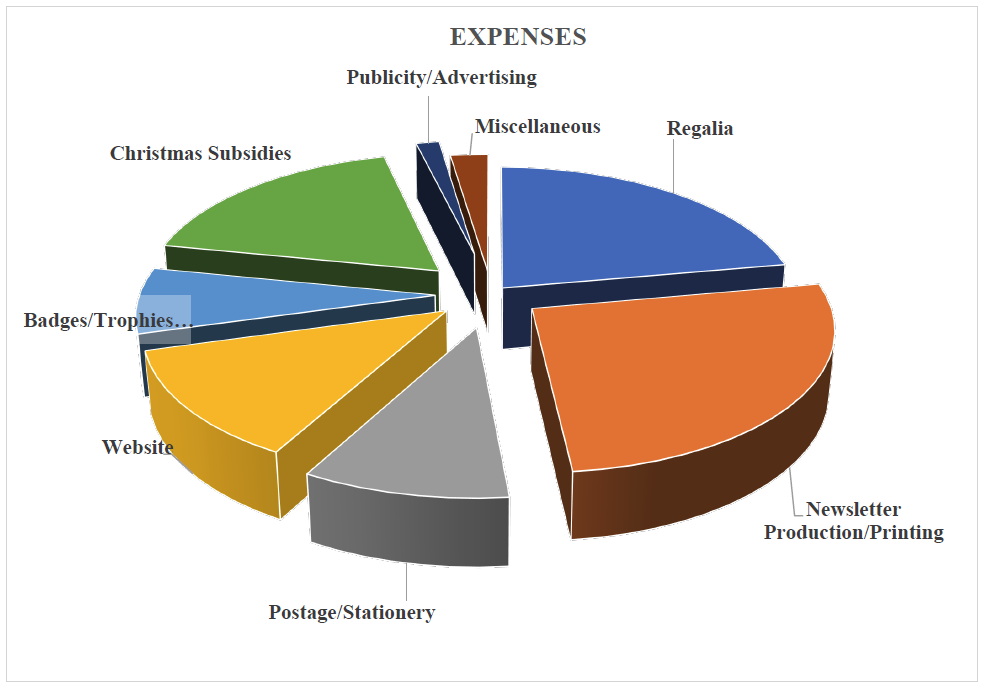 EXPENSES
Publicity/Advertising
Miscellaneous
Regalia
Christmas Subsidies
Badges/Trophies…
Website
Newsletter
Production/Printing
Postage/Stationery